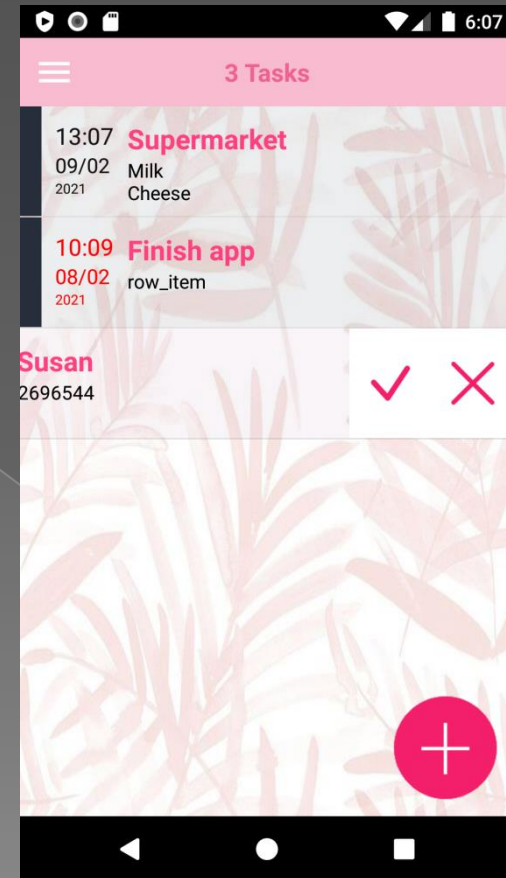 6:07
3 Tasks
13:07 Supermarket
09/02 Milk
2021 Cheese
10:09 Finish app
08/02 row_item
2021
Susan
2696544